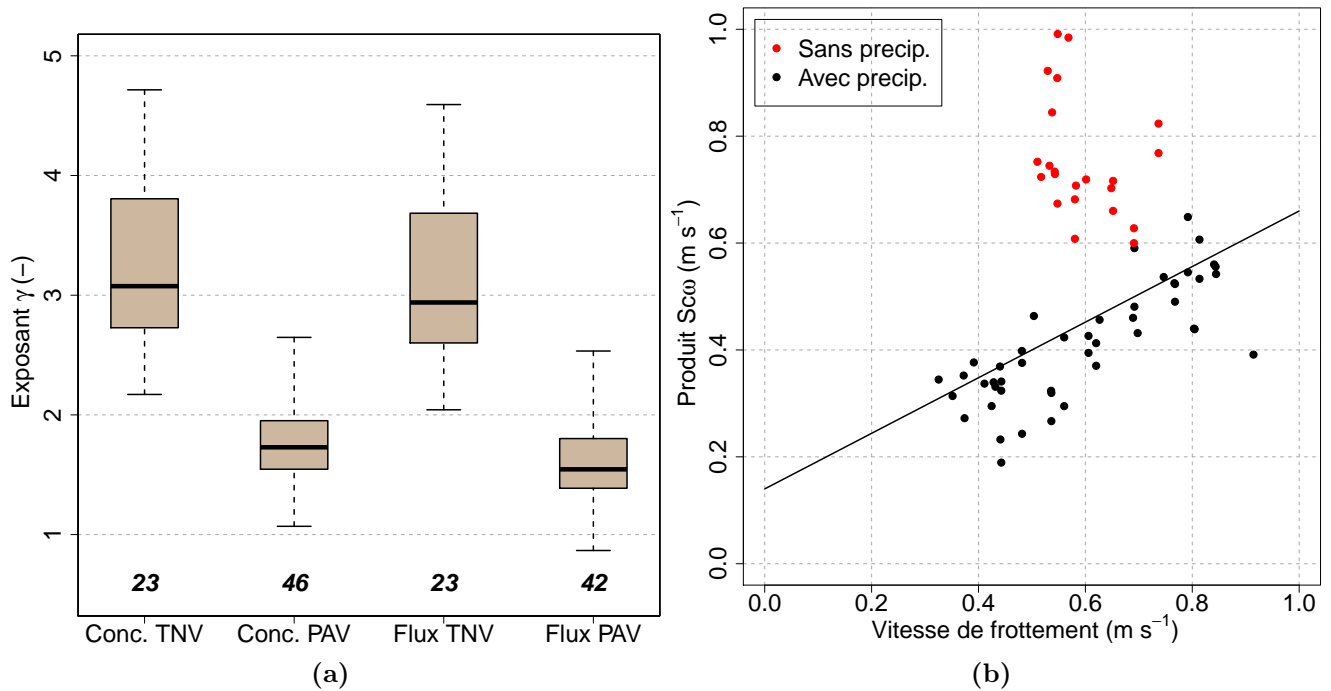 5
4
3
2
1
Exposant γ (−)
23
46
23
42
Conc. TNV
Conc. PAV
Flux TNV
Flux PAV
(a)
Sans precip.
Avec precip.
1.0
0.8
0.6
0.4
0.2
0.0
Produit Scω (m s⁻¹)
0.0
0.2
0.4
0.6
0.8
1.0
Vitesse de frottement (m s⁻¹)
(b)